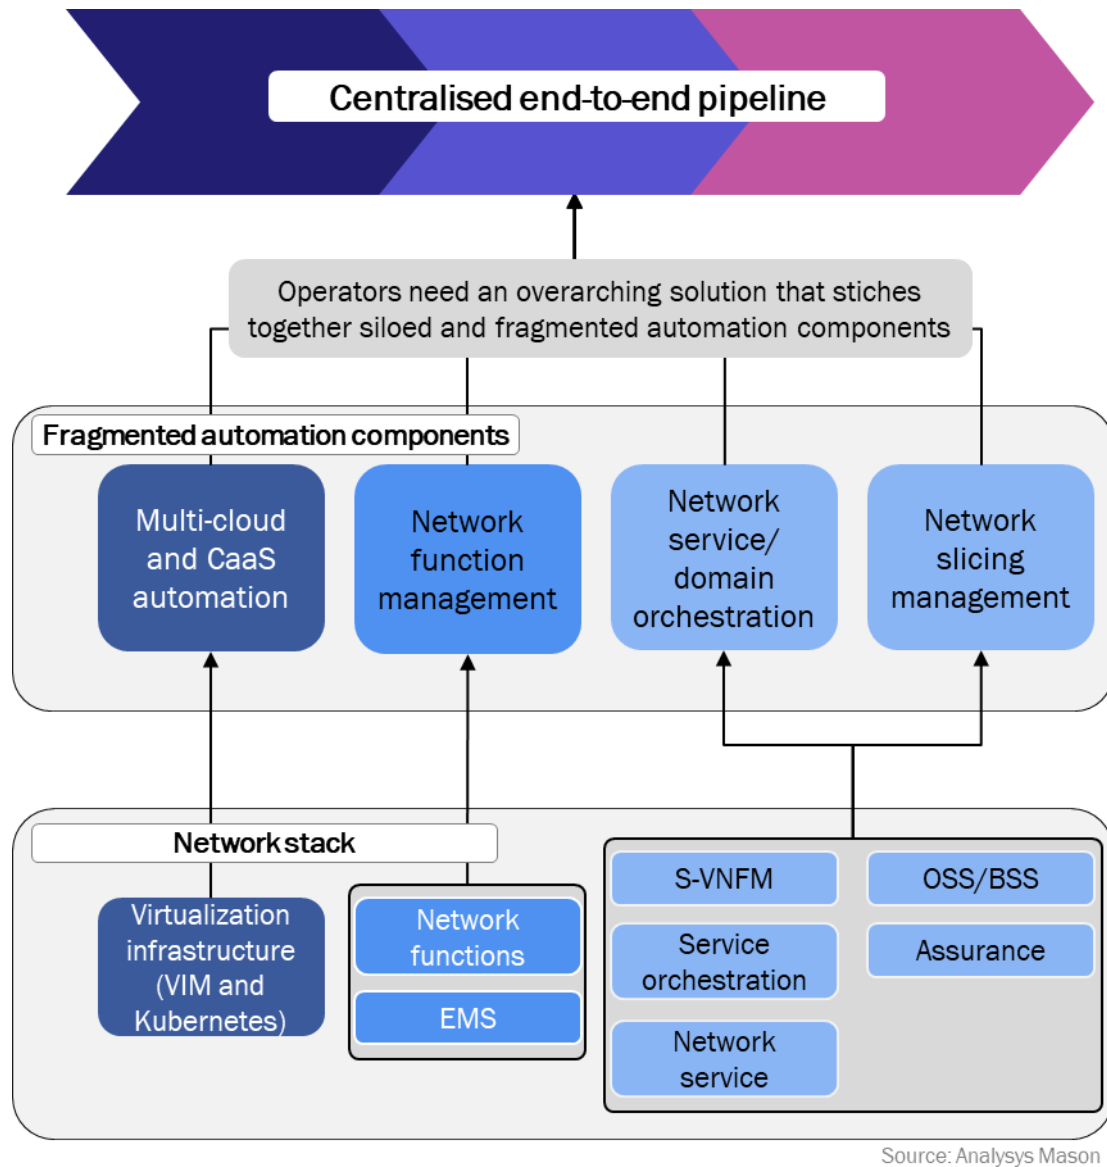 Centralised end-to-end pipeline
Operators need an overarching solution that stiches
together siloed and fragmented automation components
Fragmented automation components
Multi-cloud
and CaaS
automation
Network
function
management
Network
service/
domain
orchestration
Network
slicing
management
Network stack
Virtualization
infrastructure
(VIM and
Kubernetes)
Network
functions
EMS
S-VNFM
Service
orchestration
Network
service
OSS/BSS
Assurance
Source: Analysys Mason